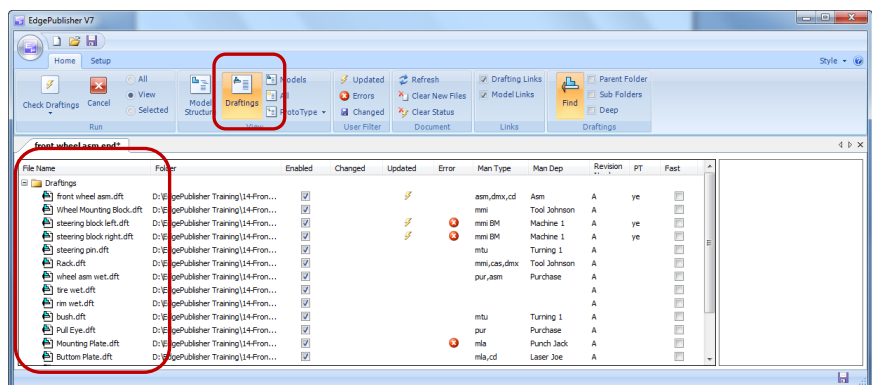 EdgePublisher V7
Home Setup Style
Check Draftings Cancel All View Selected Model Structure Draftings Models All ProtoType Updated Errors Changed Refresh Clear New Files Clear Status Drafting Links Model Links Find Parent Folder Sub Folders Deep
Run View User Filter Document Links Draftings
front wheel asm.epd*
File Name Folder Enabled Changed Updated Error Man Type Man Dep Revision PT Fast
Draftings
front wheel asm.dft D:\EdgePublisher Training\14-Fron... asm,dmx,cd Asm A ye
Wheel Mounting Block.dft D:\EdgePublisher Training\14-Fron... mmi Tool Johnson A
steering block left.dft D:\EdgePublisher Training\14-Fron... mmi BM Machine 1 A ye
steering block right.dft D:\EdgePublisher Training\14-Fron... mmi BM Machine 1 A ye
steering pin.dft D:\EdgePublisher Training\14-Fron... mtu Turning 1 A
Rack.dft D:\EdgePublisher Training\14-Fron... mmi,cas,dmx Tool Johnson A
wheel asm wet.dft D:\EdgePublisher Training\14-Fron... pur,asm Purchase A
tire wet.dft D:\EdgePublisher Training\14-Fron... A
rim wet.dft D:\EdgePublisher Training\14-Fron... A
bush.dft D:\EdgePublisher Training\14-Fron... mtu Turning 1 A
Pull Eye.dft D:\EdgePublisher Training\14-Fron... pur Purchase A
Mounting Plate.dft D:\EdgePublisher Training\14-Fron... mla Punch Jack A
Buttom Plate.dft D:\EdgePublisher Training\14-Fron... mla,cd Laser Joe A